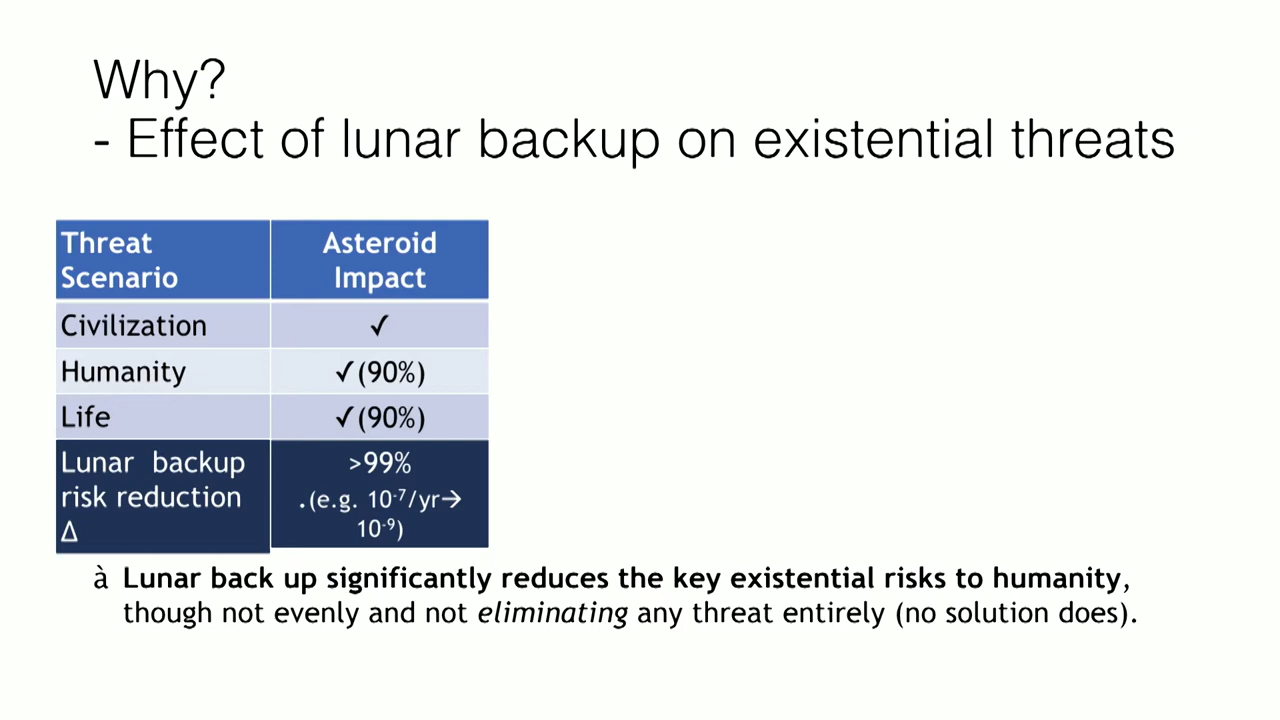 Why?
- Effect of lunar backup on existential threats
Threat Scenario
Asteroid Impact
Civilization
✓
Humanity
✓(90%)
Life
✓(90%)
Lunar backup
risk reduction
Δ
>99%
.(e.g. 10⁻⁷/yr→
10⁻⁹)
à Lunar back up significantly reduces the key existential risks to humanity,
though not evenly and not eliminating any threat entirely (no solution does).